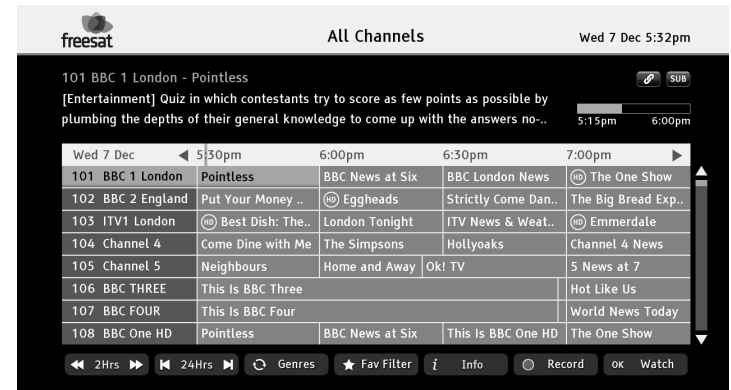 freesat All Channels Wed 7 Dec 5:32pm
101 BBC 1 London - Pointless SUB
[Entertainment] Quiz in which contestants try to score as few points as possible by
plumbing the depths of their general knowledge to come up with the answers no-..
5:15pm 6:00pm
Wed 7 Dec 5:30pm 6:00pm 6:30pm 7:00pm
101 BBC 1 London Pointless BBC News at Six BBC London News HD The One Show
102 BBC 2 England Put Your Money .. HD Eggheads Strictly Come Dan.. The Big Bread Exp..
103 ITV1 London HD Best Dish: The.. London Tonight ITV News & Weat.. HD Emmerdale
104 Channel 4 Come Dine with Me The Simpsons Hollyoaks Channel 4 News
105 Channel 5 Neighbours Home and Away Ok! TV 5 News at 7
106 BBC THREE This Is BBC Three Hot Like Us
107 BBC FOUR This Is BBC Four World News Today
108 BBC One HD Pointless BBC News at Six This Is BBC One HD The One Show
2Hrs 24Hrs Genres Fav Filter i Info Record OK Watch